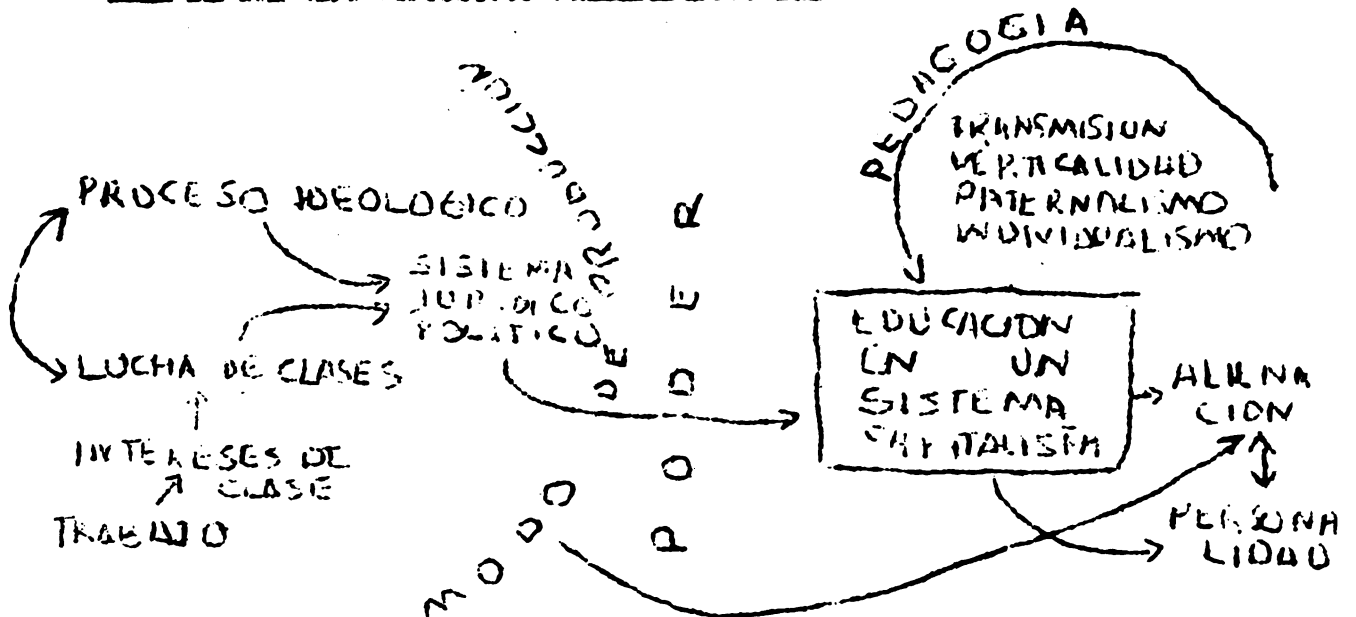 PEDAGOGIA
TRANSMISION
VERTICALIDAD
PATERNALISMO
INDIVIDUALISMO
PROCESO IDEOLOGICO
SISTEMA
JURIDICO
POLITICO
LUCHA DE CLASES
INTERESES DE
CLASE
TRABAJO
MODO DE PRODUCCION
PODER
EDUCACION
EN UN
SISTEMA
CAPITALISTA
ALIENA
CION
PERSONA
LIDAD